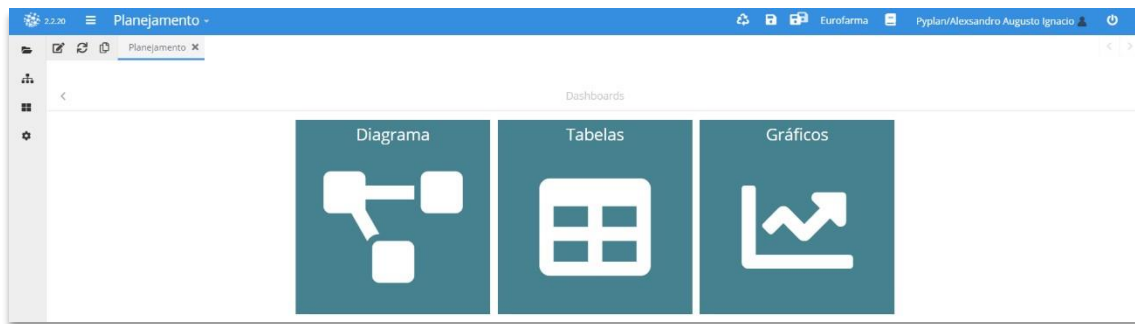 2.2.20 Planejamento Eurofarma Pyplan/Alexsandro Augusto Ignacio
Planejamento
Dashboards
Diagrama Tabelas Gráficos